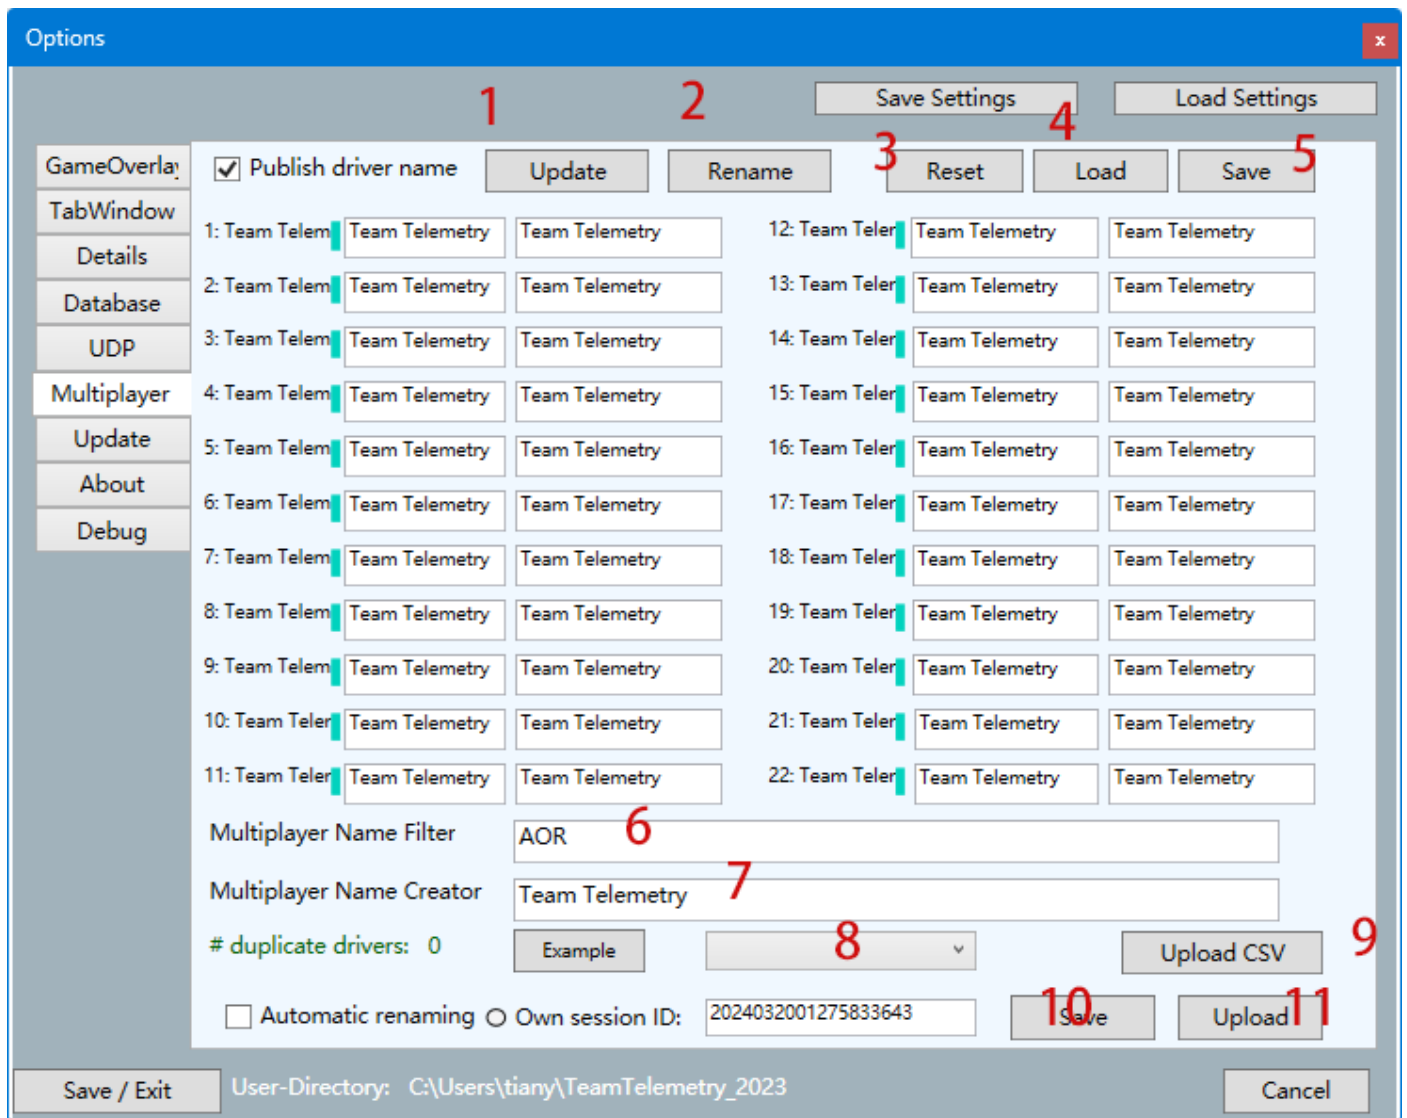 Options x
1 2 Save Settings Load Settings
3 4 5
GameOverlay Publish driver name Update Rename Reset Load Save
TabWindow
Details
Database
UDP
Multiplayer
Update
About
Debug
1: Team Telem Team Telemetry Team Telemetry 12: Team Teler Team Telemetry Team Telemetry
2: Team Telem Team Telemetry Team Telemetry 13: Team Teler Team Telemetry Team Telemetry
3: Team Telem Team Telemetry Team Telemetry 14: Team Teler Team Telemetry Team Telemetry
4: Team Telem Team Telemetry Team Telemetry 15: Team Teler Team Telemetry Team Telemetry
5: Team Telem Team Telemetry Team Telemetry 16: Team Teler Team Telemetry Team Telemetry
6: Team Telem Team Telemetry Team Telemetry 17: Team Teler Team Telemetry Team Telemetry
7: Team Telem Team Telemetry Team Telemetry 18: Team Teler Team Telemetry Team Telemetry
8: Team Telem Team Telemetry Team Telemetry 19: Team Teler Team Telemetry Team Telemetry
9: Team Telem Team Telemetry Team Telemetry 20: Team Teler Team Telemetry Team Telemetry
10: Team Teler Team Telemetry Team Telemetry 21: Team Teler Team Telemetry Team Telemetry
11: Team Teler Team Telemetry Team Telemetry 22: Team Teler Team Telemetry Team Telemetry
Multiplayer Name Filter AOR 6
Multiplayer Name Creator Team Telemetry 7
# duplicate drivers: 0 Example 8 Upload CSV 9
Automatic renaming Own session ID: 2024032001275833643 10 Save Upload 11
Save / Exit User-Directory: C:\Users\tiany\TeamTelemetry_2023 Cancel